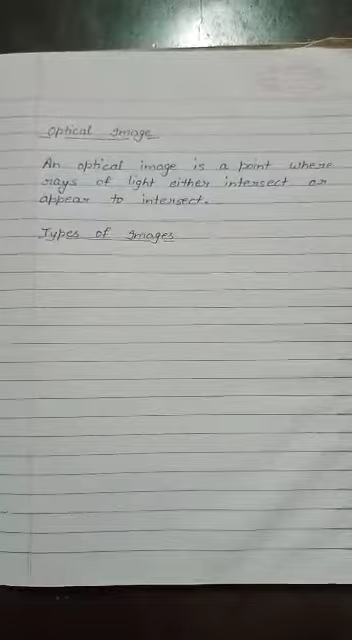 Optical Image
An optical image is a point where
rays of light either intersect or
appear to intersect.
Types of Images